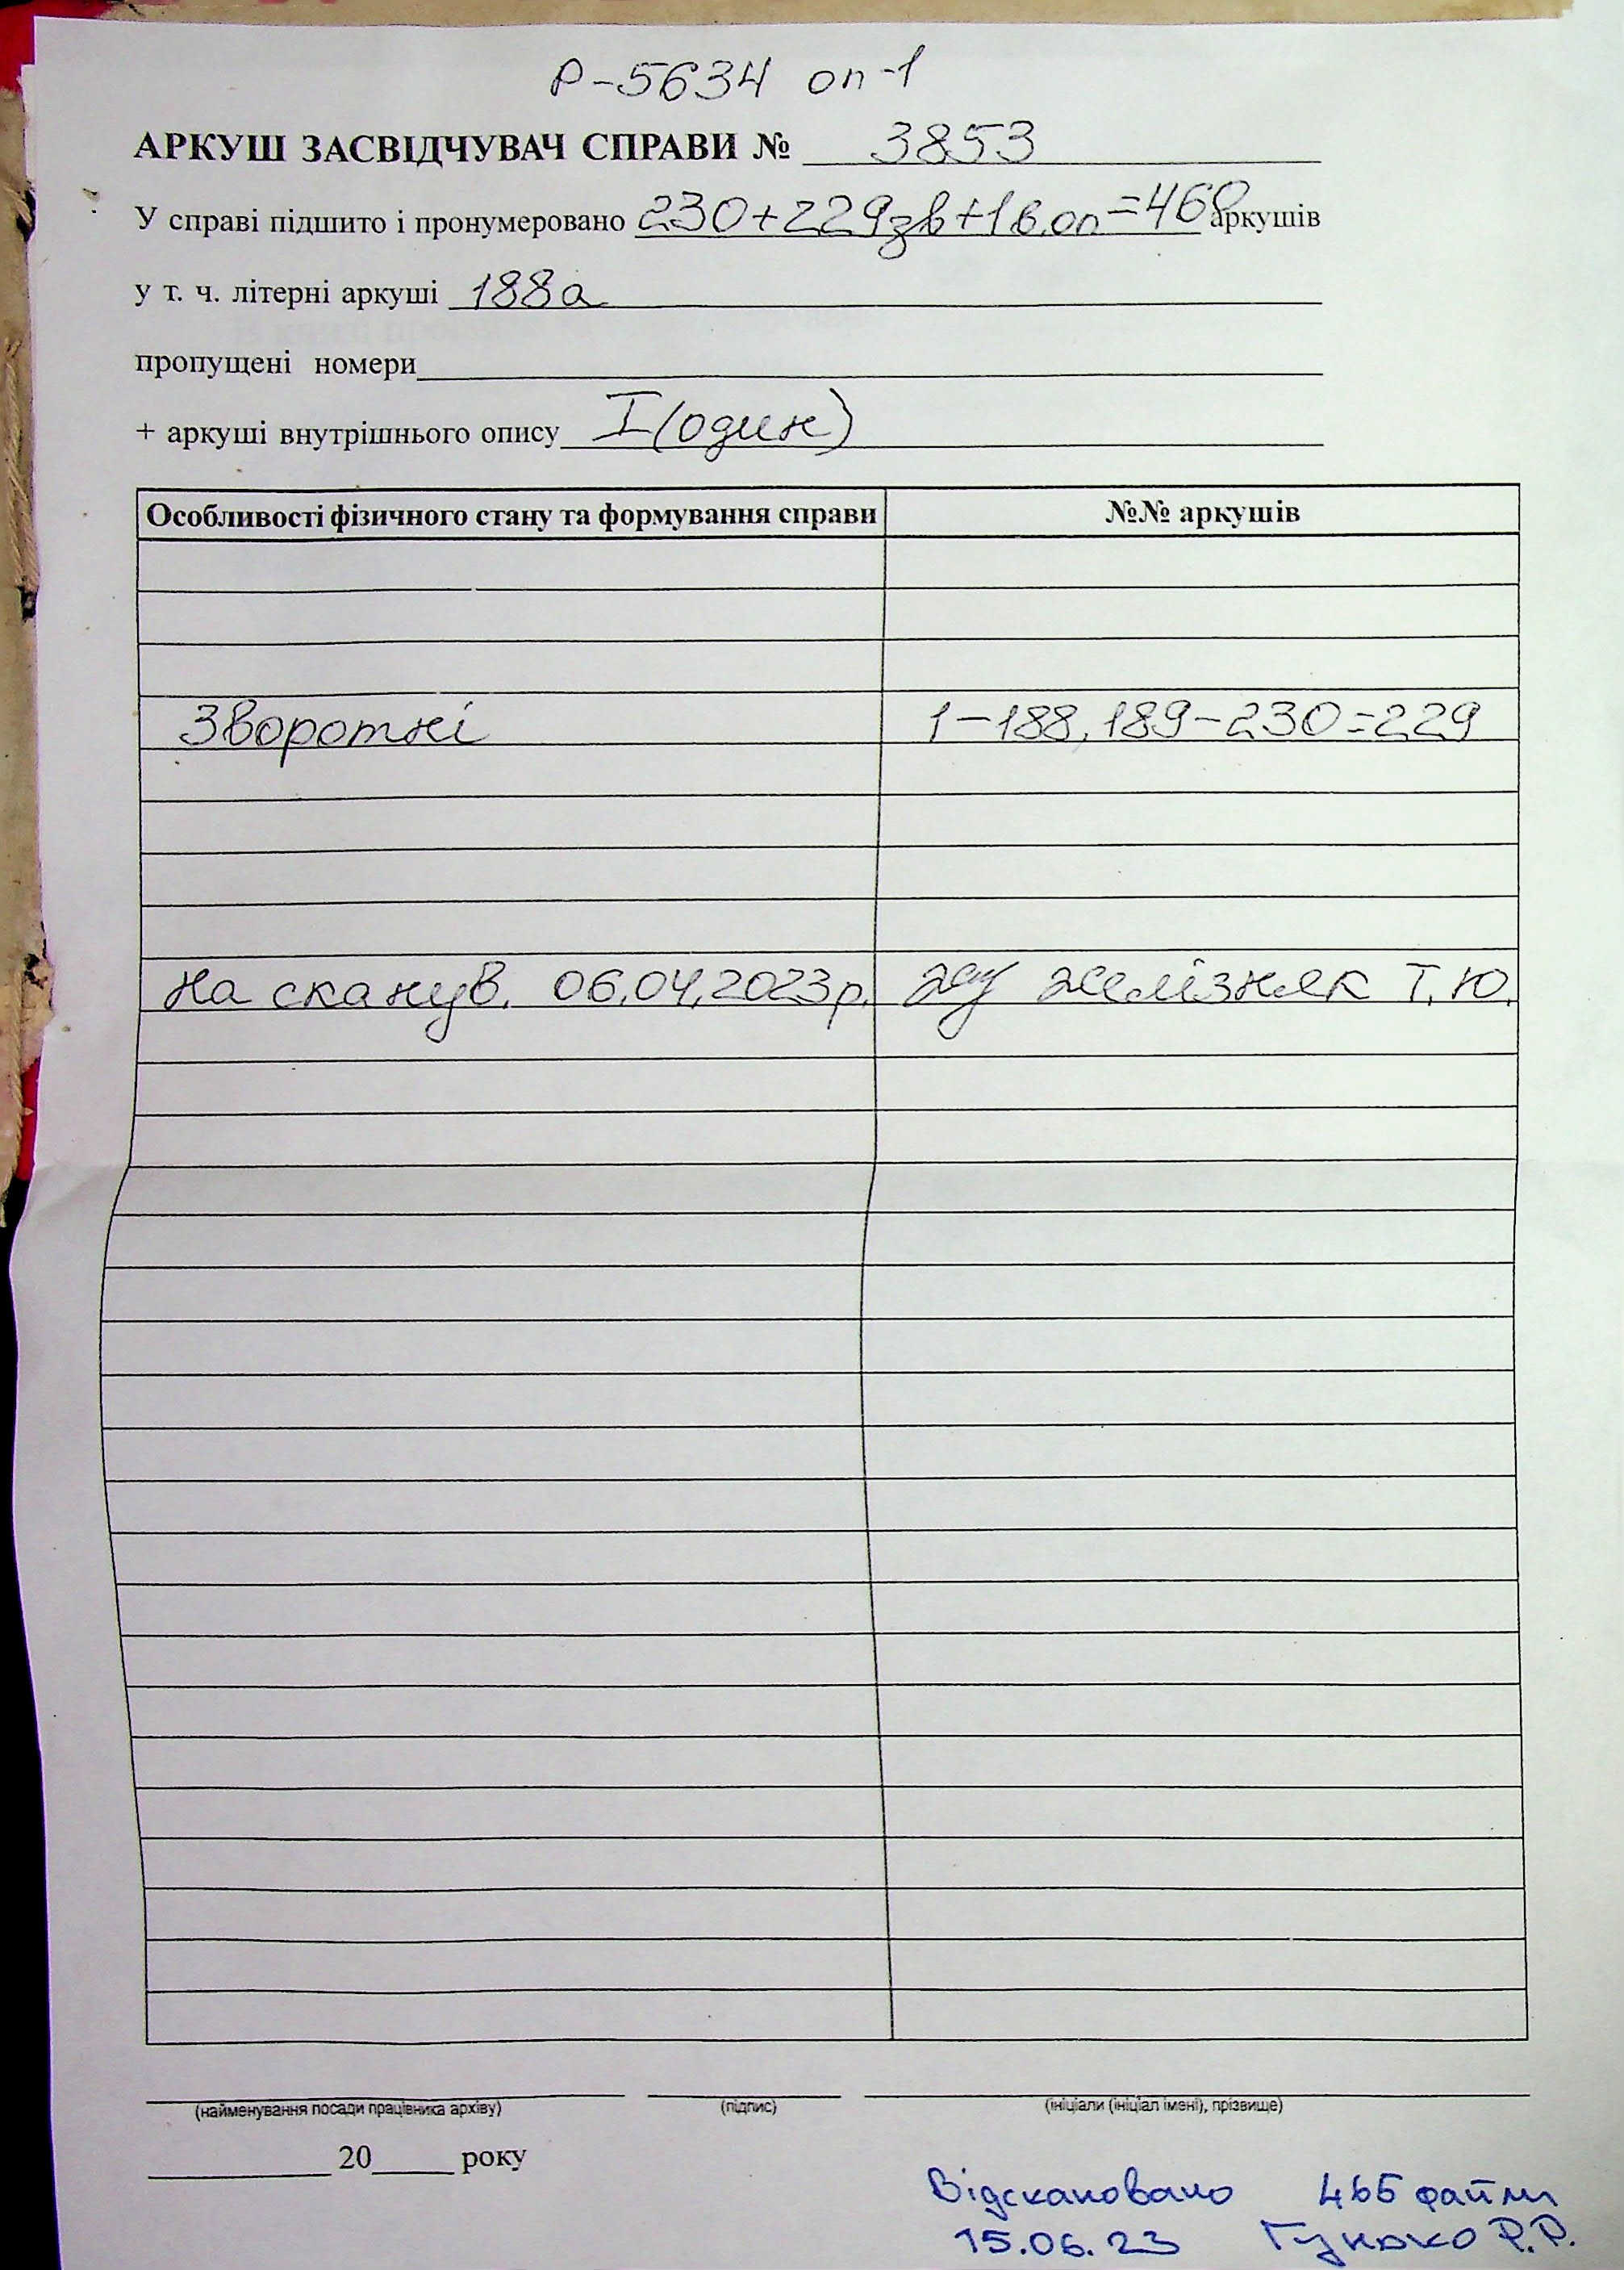 Р-5634 оп-1
АРКУШ ЗАСВІДЧУВАЧ СПРАВИ № 3853
У справі підшито і пронумеровано 230+229зв+1в.оп=460 аркушів
у т. ч. літерні аркуші 188а
пропущені номери
+ аркуші внутрішнього опису I(один)
Особливості фізичного стану та формування справи №№ аркушів
Зворотні 1-188, 189-230=229
На сканув. 06.04.2023р. Желізняк Т.Ю.
(найменування посади працівника архіву) (підпис) (ініціали (ініціал імені), прізвище)
20 року
Відскановано 465 файли
15.06.23 Гунько Р.Р.